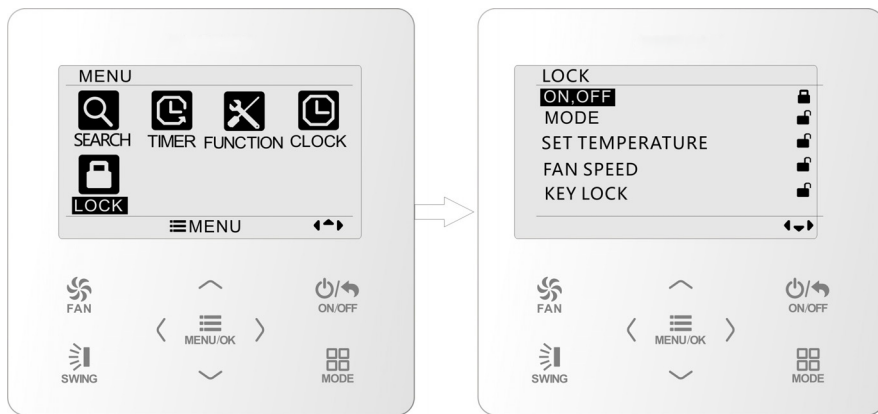 MENU
SEARCH TIMER FUNCTION CLOCK
LOCK
MENU
FAN
MENU/OK
ON/OFF
SWING
MODE
LOCK
ON,OFF
MODE
SET TEMPERATURE
FAN SPEED
KEY LOCK
FAN
MENU/OK
ON/OFF
SWING
MODE